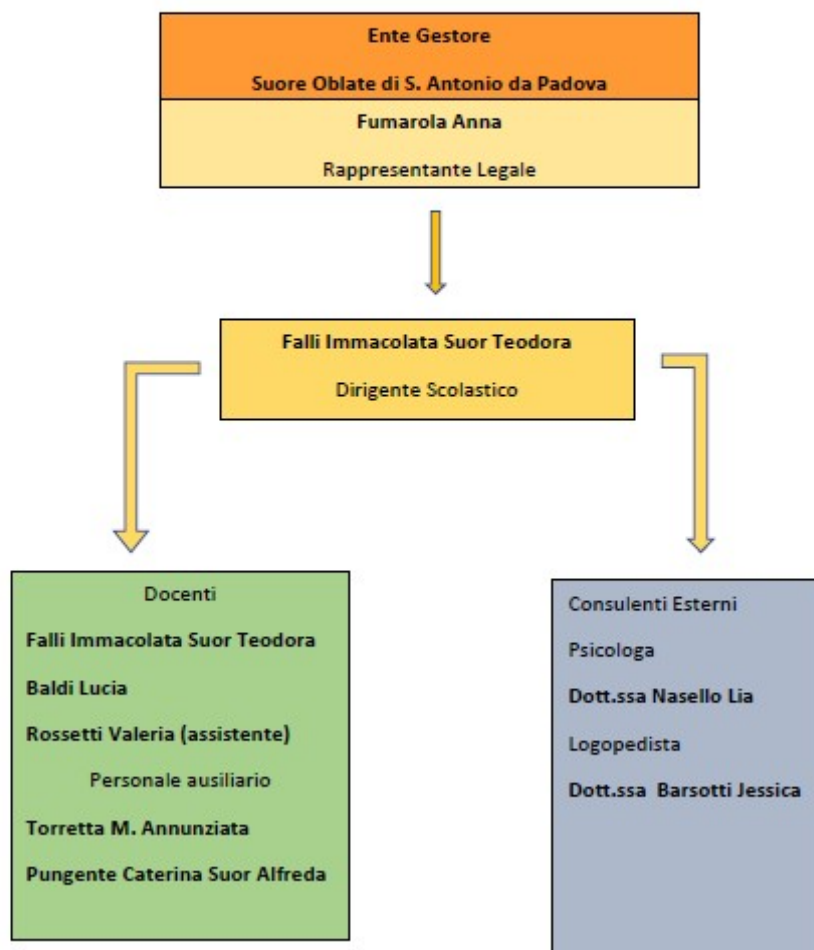 Ente Gestore
Suore Oblate di S. Antonio da Padova
Fumarola Anna
Rappresentante Legale
Falli Immacolata Suor Teodora
Dirigente Scolastico
Docenti
Falli Immacolata Suor Teodora
Baldi Lucia
Rossetti Valeria (assistente)
Personale ausiliario
Torretta M. Annunziata
Pungente Caterina Suor Alfreda
Consulenti Esterni
Psicologa
Dott.ssa Nasello Lia
Logopedista
Dott.ssa  Barsotti Jessica